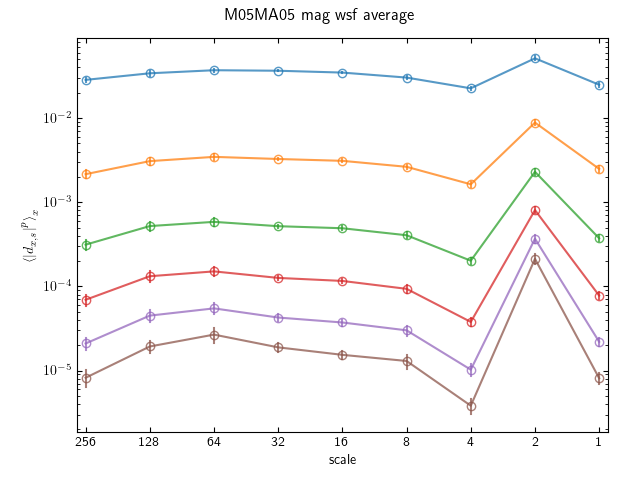 M05MA05 mag wsf average
10⁻²
10⁻³
10⁻⁴
10⁻⁵
⟨|d_{x,s}|^p⟩_x
256 128 64 32 16 8 4 2 1
scale